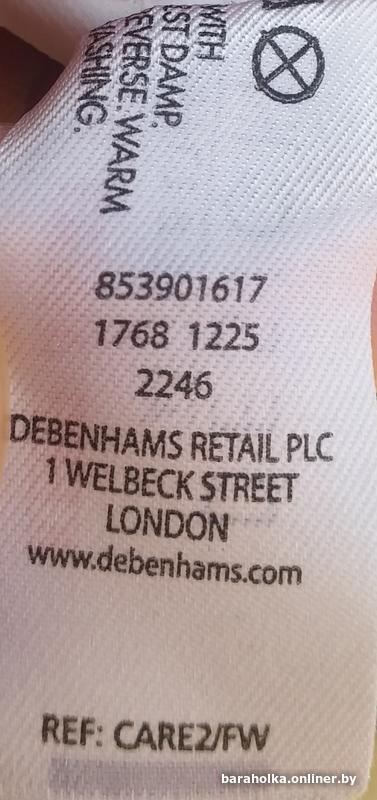 WITH
ST DAMP.
EVERSE. WARM
ASHING.
853901617
1768 1225
2246
DEBENHAMS RETAIL PLC
1 WELBECK STREET
LONDON
www.debenhams.com
REF: CARE2/FW
baraholka.onliner.by